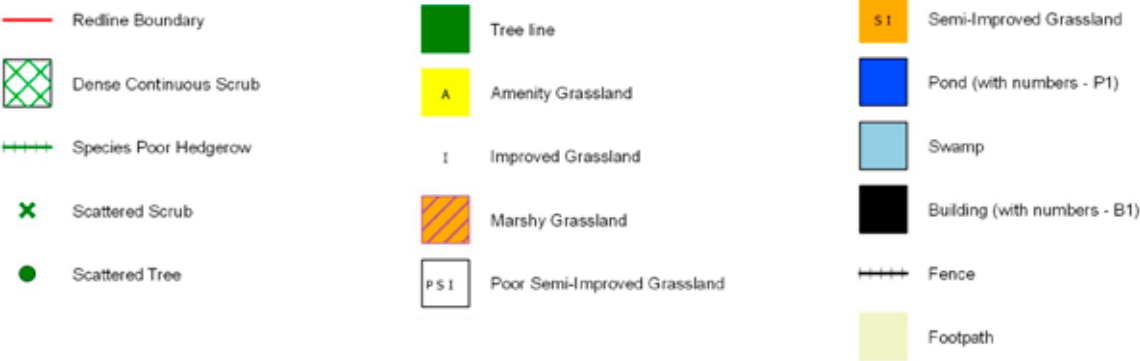 Redline Boundary
Dense Continuous Scrub
Species Poor Hedgerow
Scattered Scrub
Scattered Tree
Tree line
A Amenity Grassland
I Improved Grassland
Marshy Grassland
PSI Poor Semi-Improved Grassland
SI Semi-Improved Grassland
Pond (with numbers - P1)
Swamp
Building (with numbers - B1)
Fence
Footpath